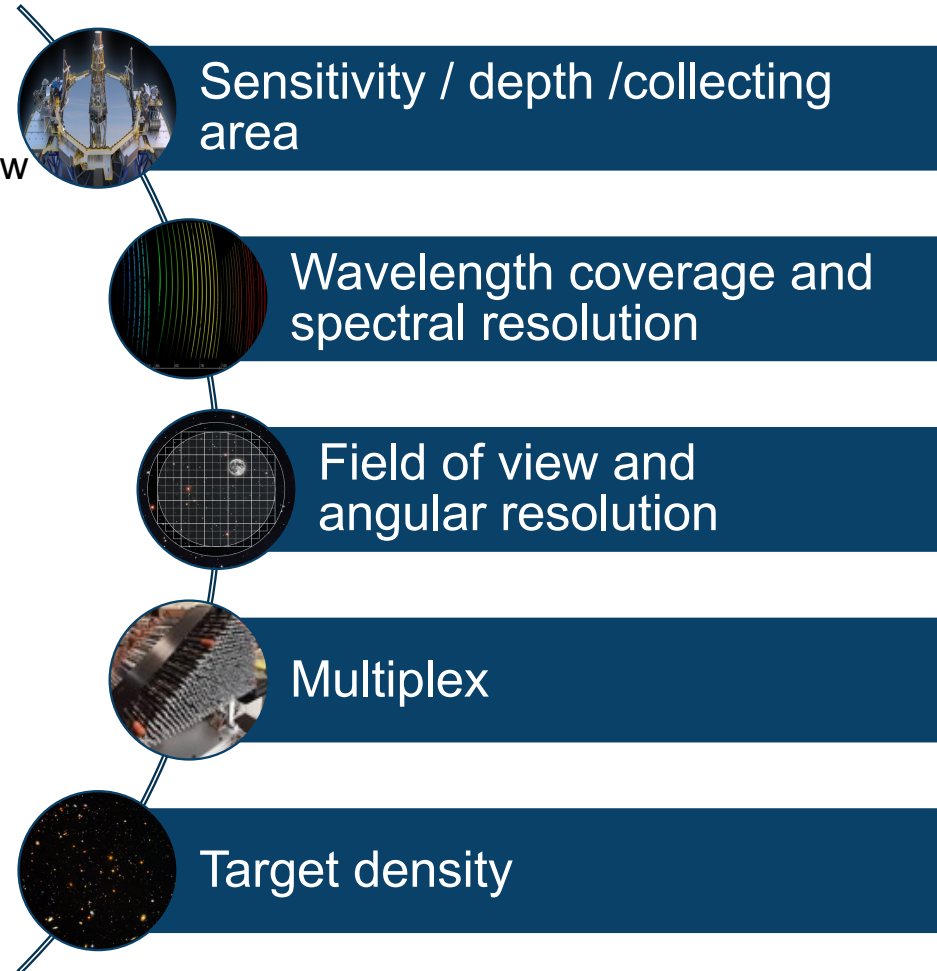 Sensitivity / depth /collecting
area
w
Wavelength coverage and
spectral resolution
Field of view and
angular resolution
Multiplex
Target density